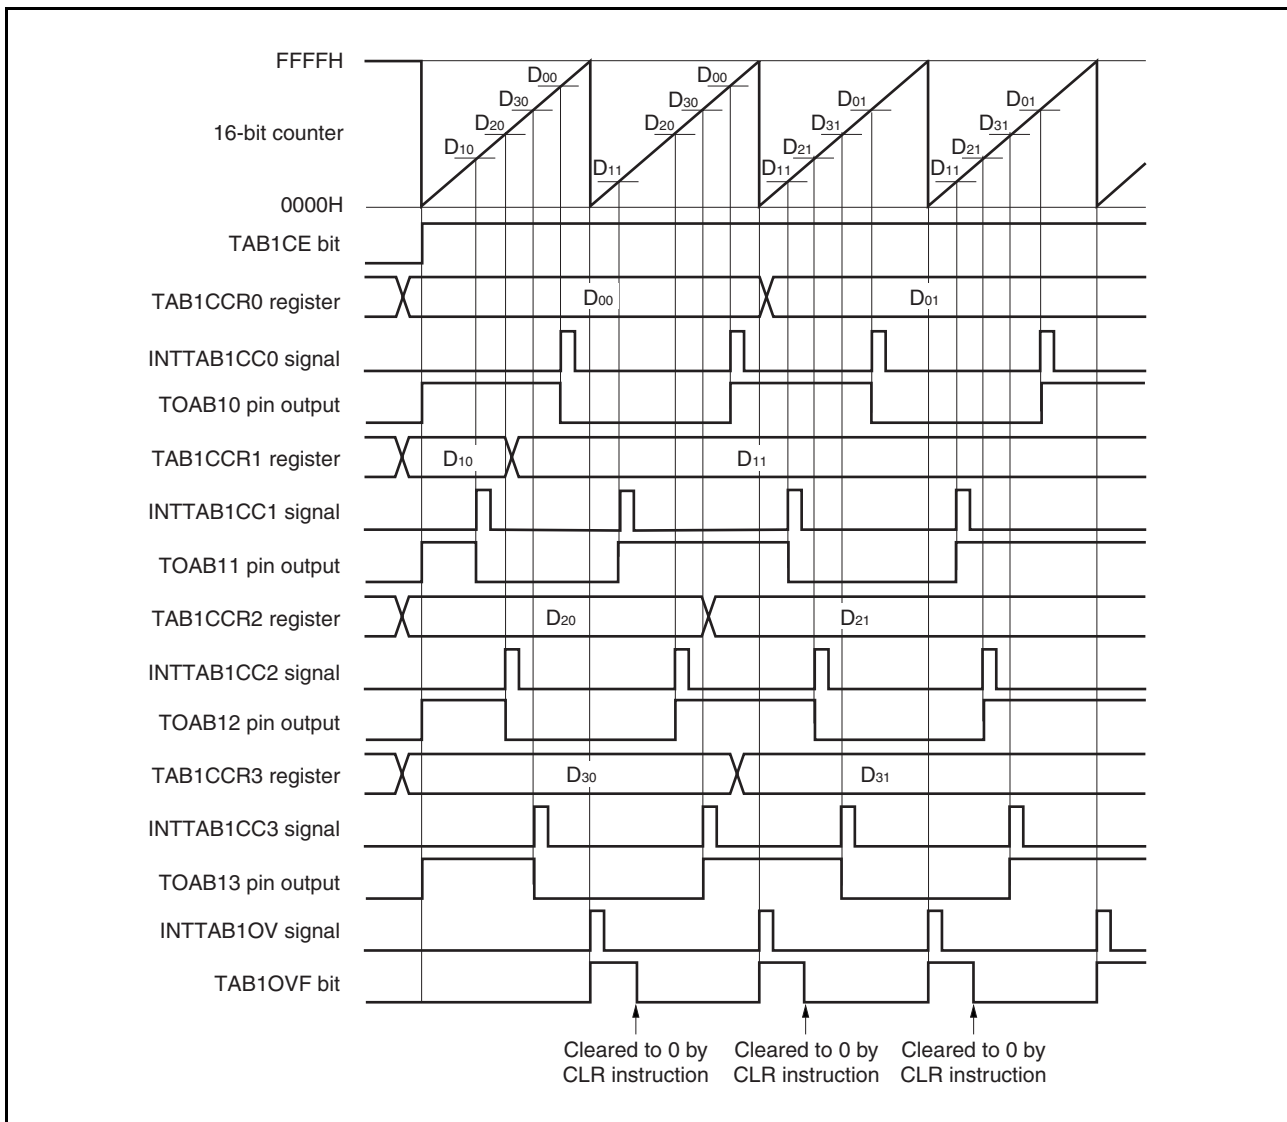 FFFFH
16-bit counter
0000H
D10
D20
D30
D00
D11
D20
D30
D00
D11
D21
D31
D01
D11
D21
D31
D01
TAB1CE bit
TAB1CCR0 register
D00
D01
INTTAB1CC0 signal
TOAB10 pin output
TAB1CCR1 register
D10
D11
INTTAB1CC1 signal
TOAB11 pin output
TAB1CCR2 register
D20
D21
INTTAB1CC2 signal
TOAB12 pin output
TAB1CCR3 register
D30
D31
INTTAB1CC3 signal
TOAB13 pin output
INTTAB1OV signal
TAB1OVF bit
Cleared to 0 by
CLR instruction
Cleared to 0 by
CLR instruction
Cleared to 0 by
CLR instruction